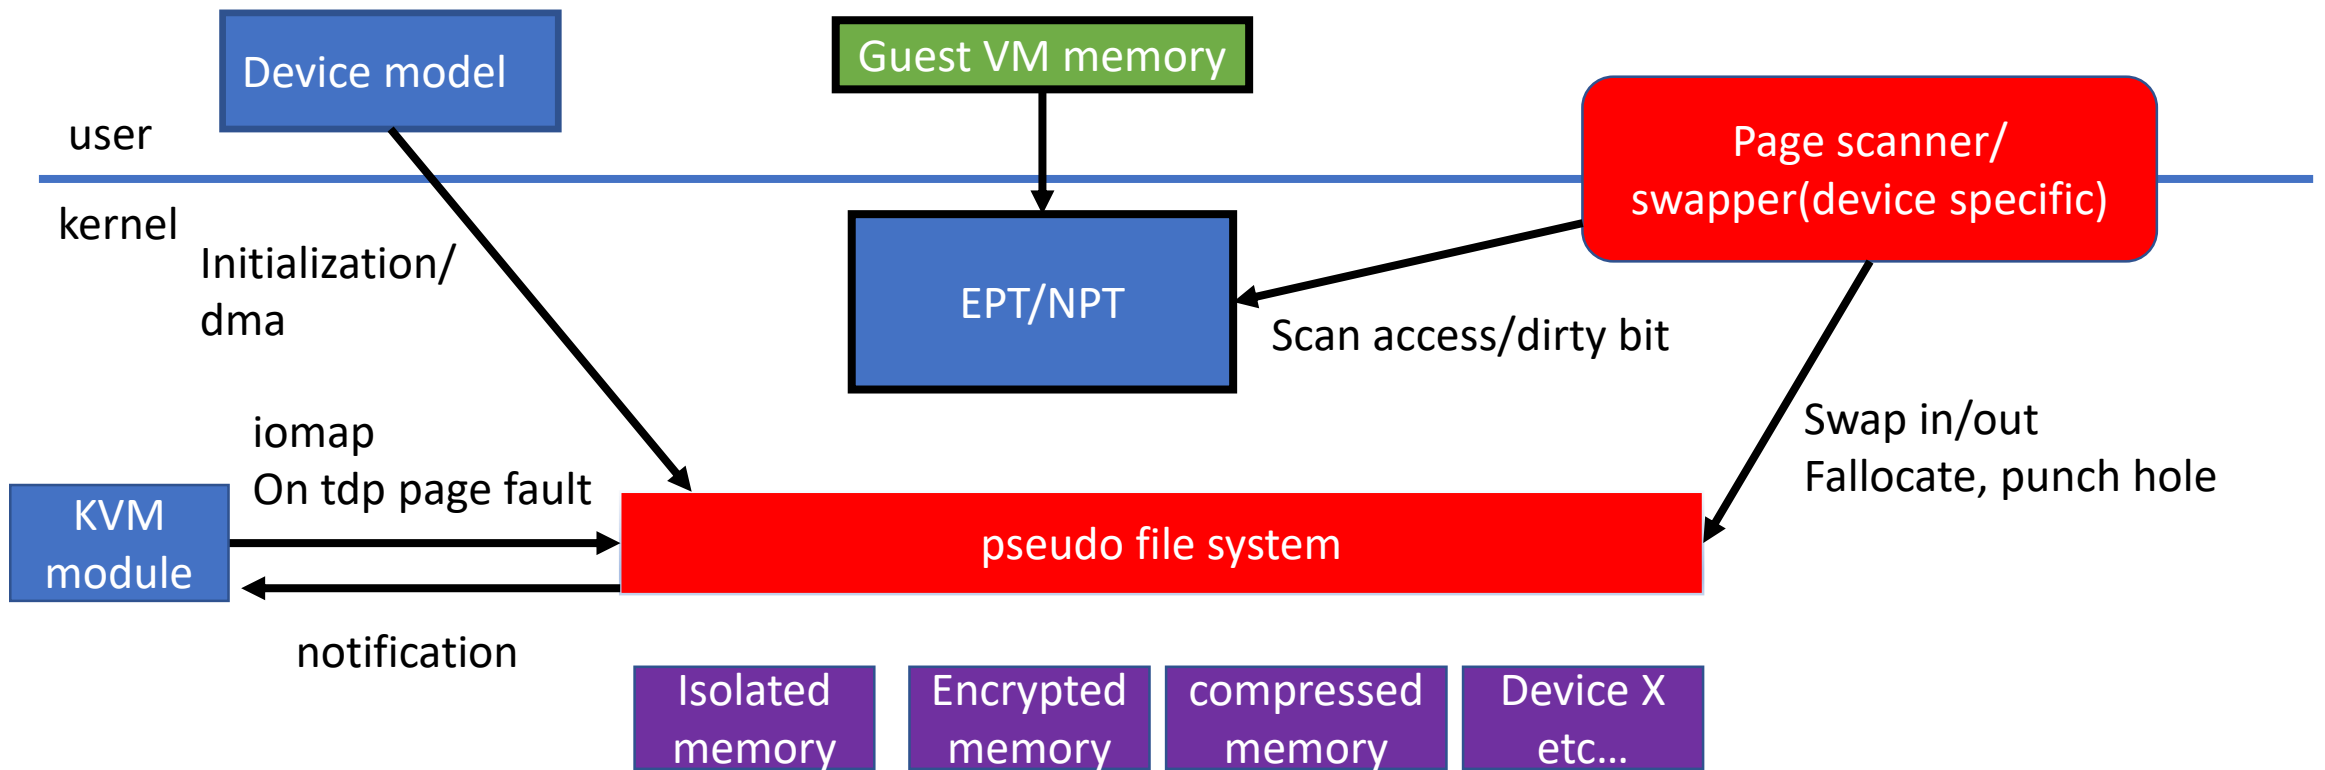 Device model
Guest VM memory
Page scanner/
swapper(device specific)
user
kernel
Initialization/
dma
EPT/NPT
Scan access/dirty bit
iomap
On tdp page fault
Swap in/out
Fallocate, punch hole
KVM
module
pseudo file system
notification
Isolated
memory
Encrypted
memory
compressed
memory
Device X
etc...